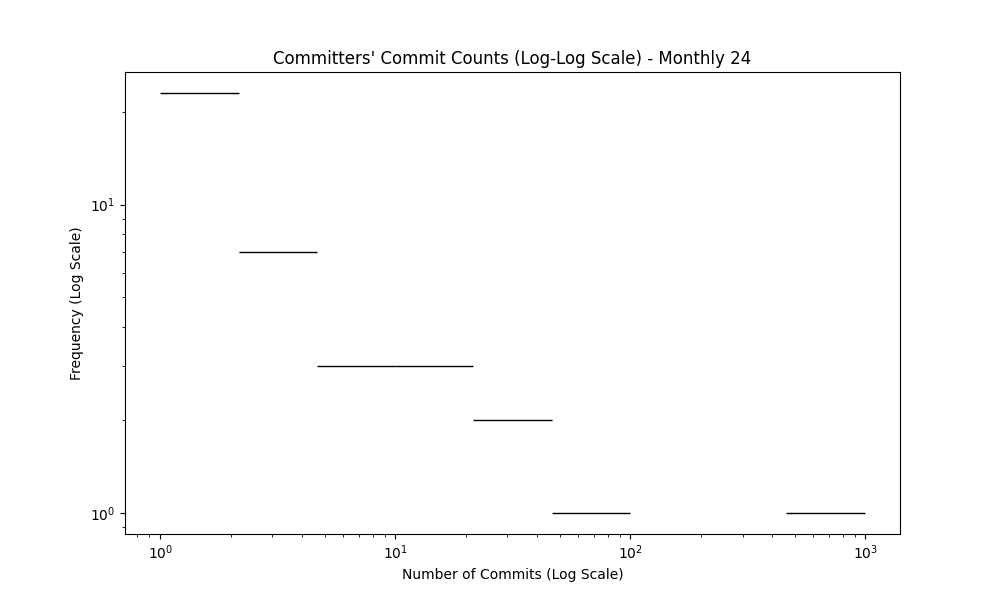 Committers' Commit Counts (Log-Log Scale) - Monthly 24
Frequency (Log Scale)
10¹
10⁰
10⁰ 10¹ 10² 10³
Number of Commits (Log Scale)